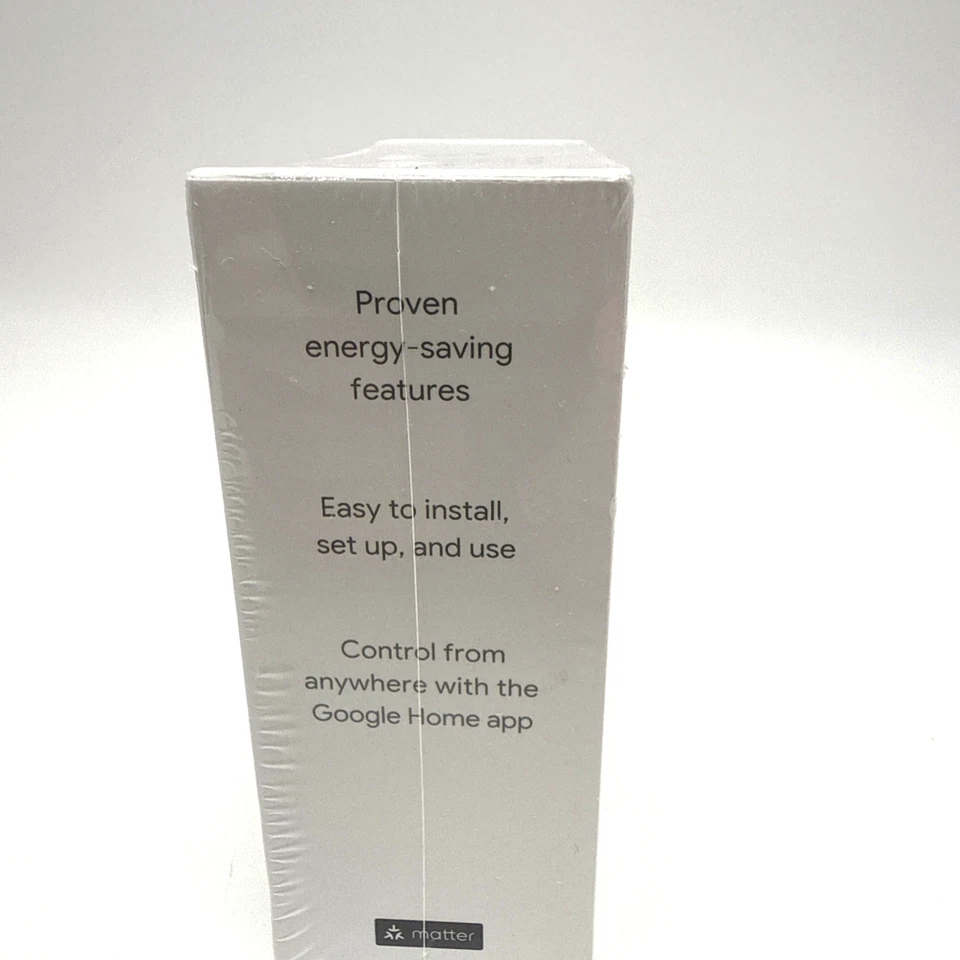 Proven
energy-saving
features
Easy to install,
set up, and use
Control from
anywhere with the
Google Home app
matter